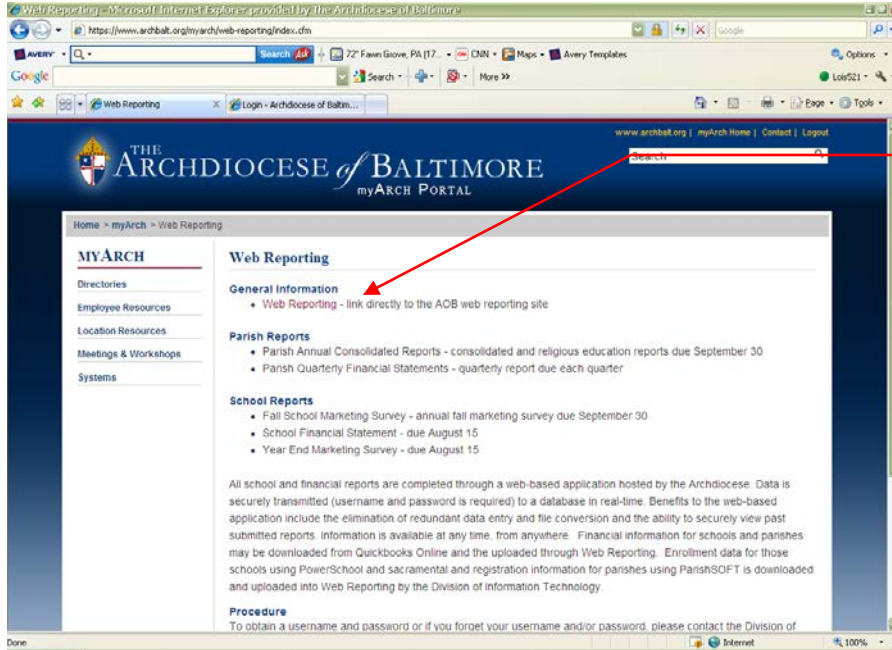 Web Reporting - Microsoft Internet Explorer provided by The Archdiocese of Baltimore
https://www.archbalt.org/myarch/web-reporting/index.cfm
Google
AVERY
Search
72° Fawn Grove, PA (17...
CNN
Maps
Avery Templates
Options
Google
Search
More »
Lois521
Web Reporting
Login - Archdiocese of Baltim...
Page
Tools
www.archbalt.org | myArch Home | Contact | Logout
Search
THE
ARCHDIOCESE of BALTIMORE
myARCH PORTAL
Home > myArch > Web Reporting
MYARCH
Directories
Employee Resources
Location Resources
Meetings & Workshops
Systems
Web Reporting
General Information
• Web Reporting - link directly to the AOB web reporting site
Parish Reports
• Parish Annual Consolidated Reports - consolidated and religious education reports due September 30
• Parish Quarterly Financial Statements - quarterly report due each quarter
School Reports
• Fall School Marketing Survey - annual fall marketing survey due September 30
• School Financial Statement - due August 15
• Year End Marketing Survey - due August 15
All school and financial reports are completed through a web-based application hosted by the Archdiocese. Data is
securely transmitted (username and password is required) to a database in real-time. Benefits to the web-based
application include the elimination of redundant data entry and file conversion and the ability to securely view past
submitted reports. Information is available at any time, from anywhere. Financial information for schools and parishes
may be downloaded from Quickbooks Online and the uploaded through Web Reporting. Enrollment data for those
schools using PowerSchool and sacramental and registration information for parishes using ParishSOFT is downloaded
and uploaded into Web Reporting by the Division of Information Technology.
Procedure
To obtain a username and password or if you forget your username and/or password, please contact the Division of
Done
Internet
100%